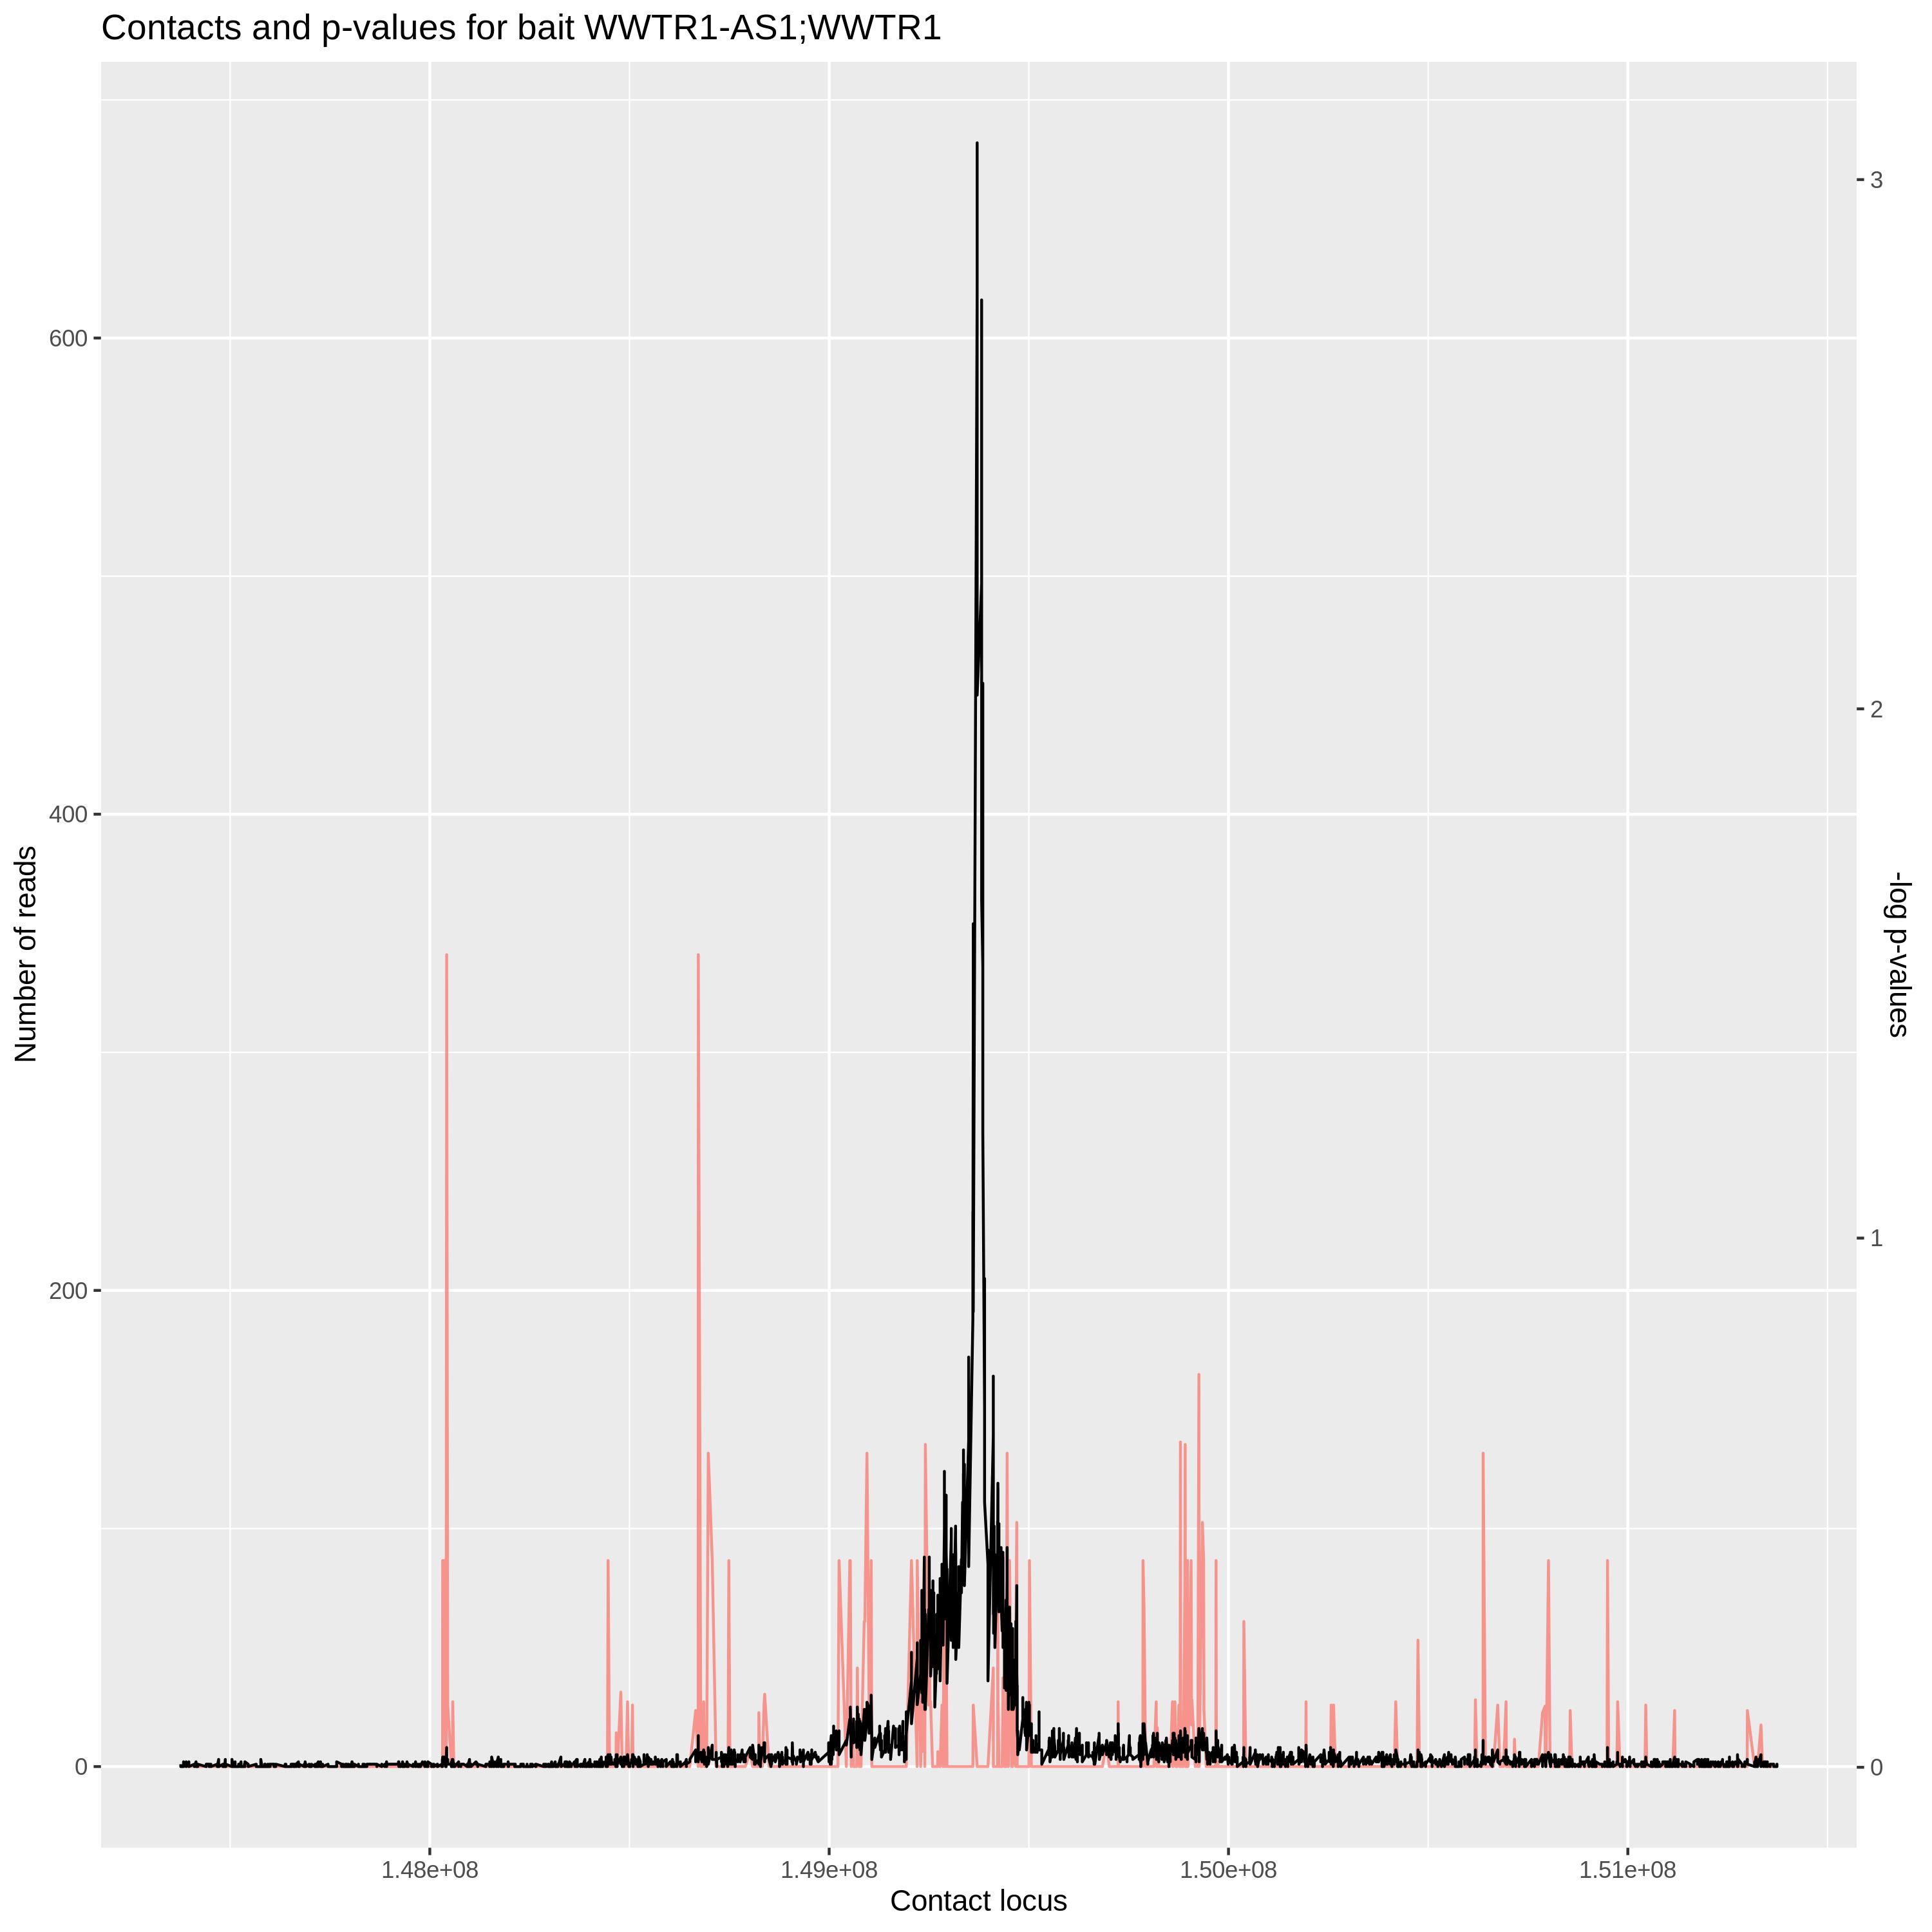 Contacts and p-values for bait WWTR1-AS1;WWTR1
600
400
200
0
3
2
1
0
Number of reads
-log p-values
1.48e+08 1.49e+08 1.50e+08 1.51e+08
Contact locus